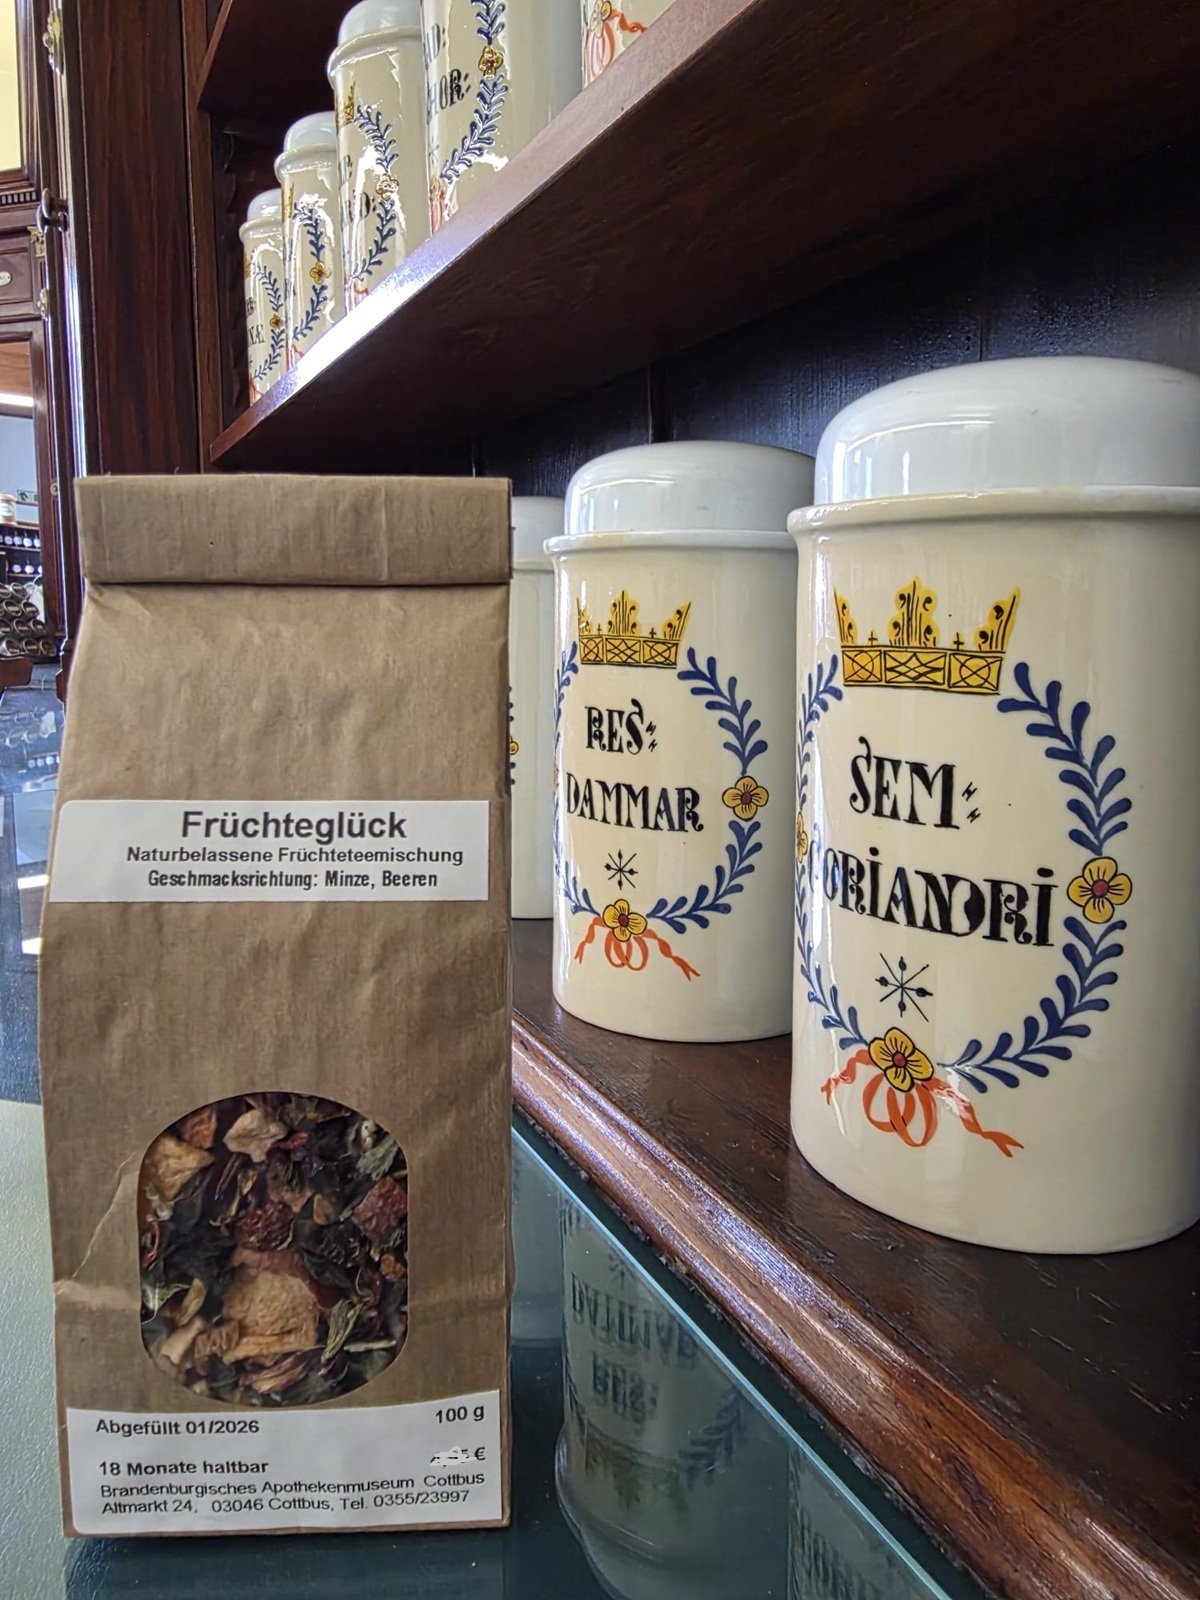 Früchteglück
Naturbelassene Früchteteemischung
Geschmacksrichtung: Minze, Beeren
Abgefüllt 01/2026
100 g
€
18 Monate haltbar
Brandenburgisches Apothekenmuseum Cottbus
Altmarkt 24, 03046 Cottbus, Tel. 0355/23997
RES:
DAMMAR
SEM:
CORIANDRI